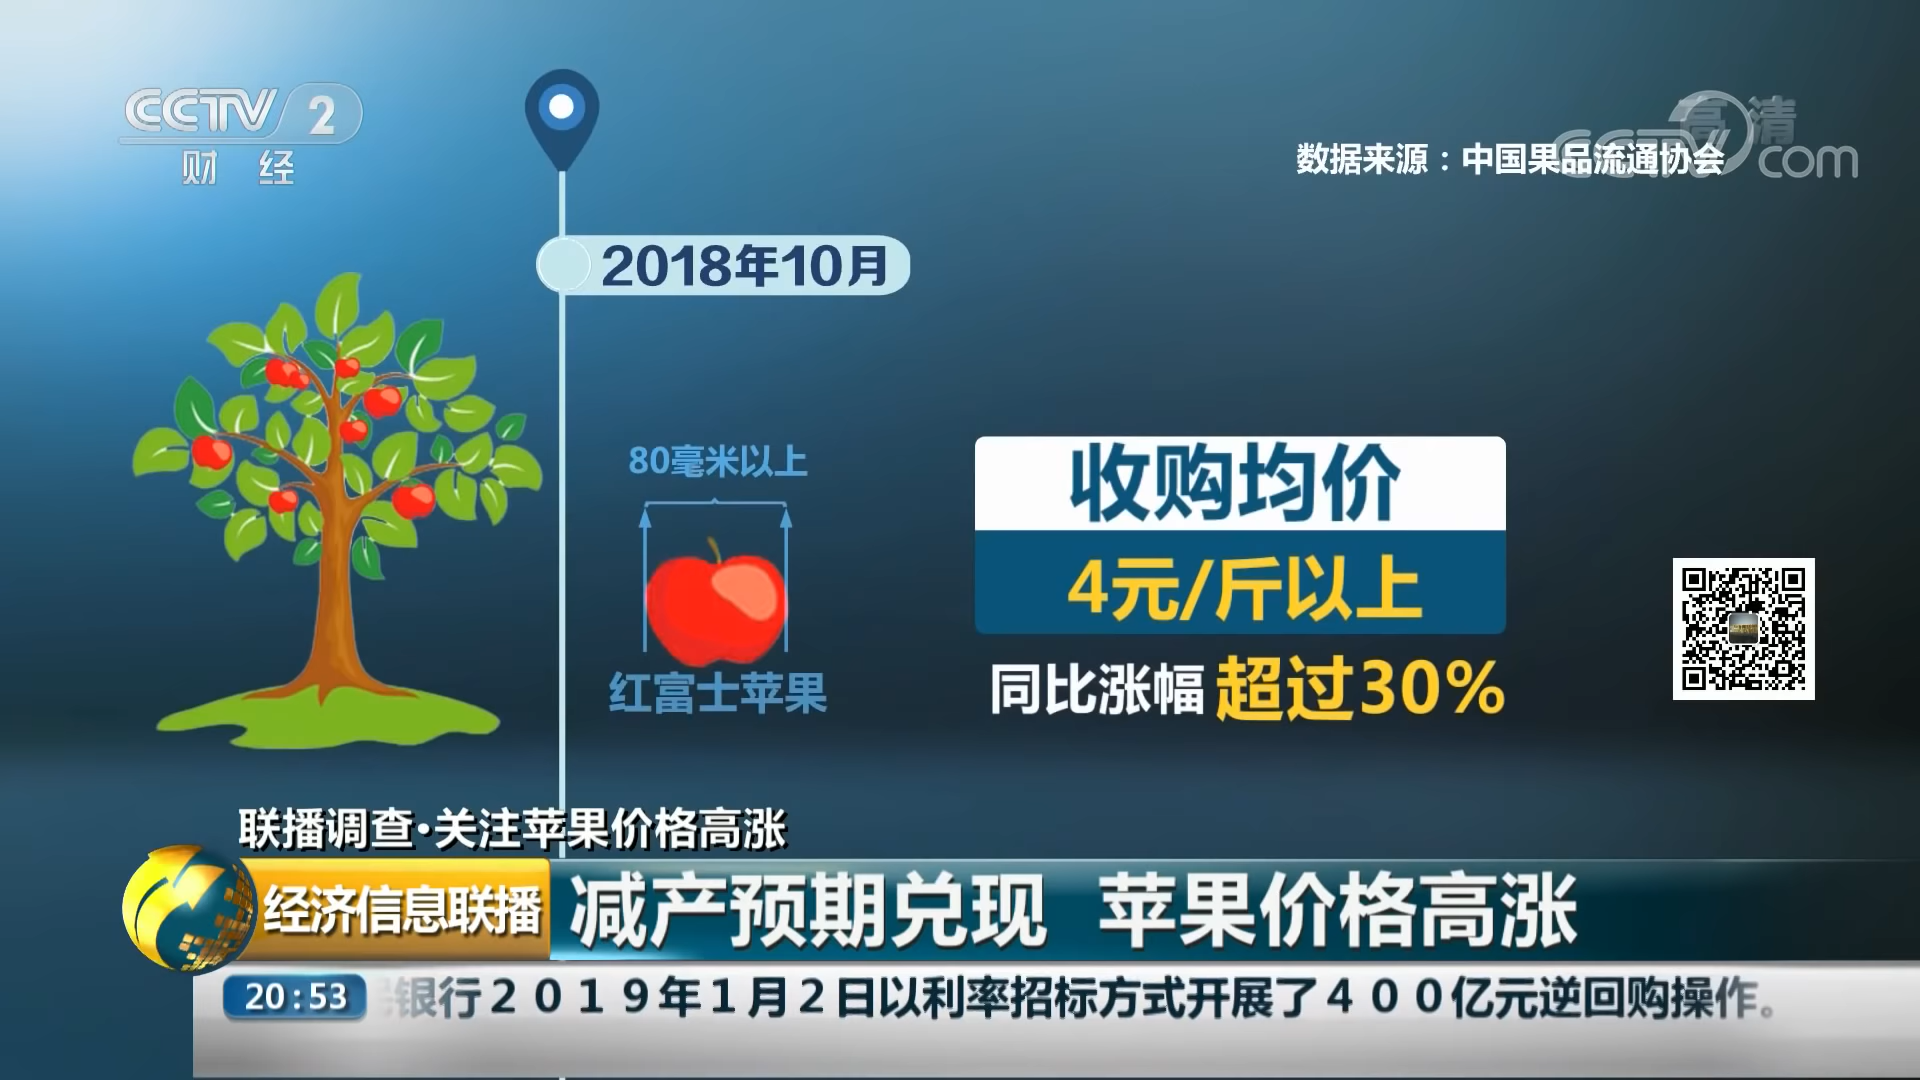 CCTV 2
财 经
高清
CCTV com
数据来源：中国果品流通协会
2018年10月
80毫米以上
红富士苹果
收购均价
4元/斤以上
同比涨幅 超过30%
联播调查·关注苹果价格高涨
经济信息联播
减产预期兑现 苹果价格高涨
20:53
银行2019年1月2日以利率招标方式开展了400亿元逆回购操作。